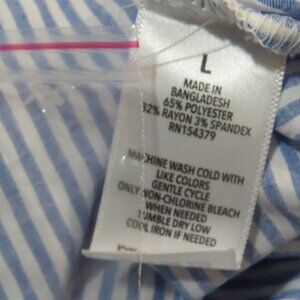 L
MADE IN
BANGLADESH
65% POLYESTER
32% RAYON 3% SPANDEX
RN154379
MACHINE WASH COLD WITH
LIKE COLORS
GENTLE CYCLE
ONLY NON-CHLORINE BLEACH
WHEN NEEDED
TUMBLE DRY LOW
COOL IRON IF NEEDED